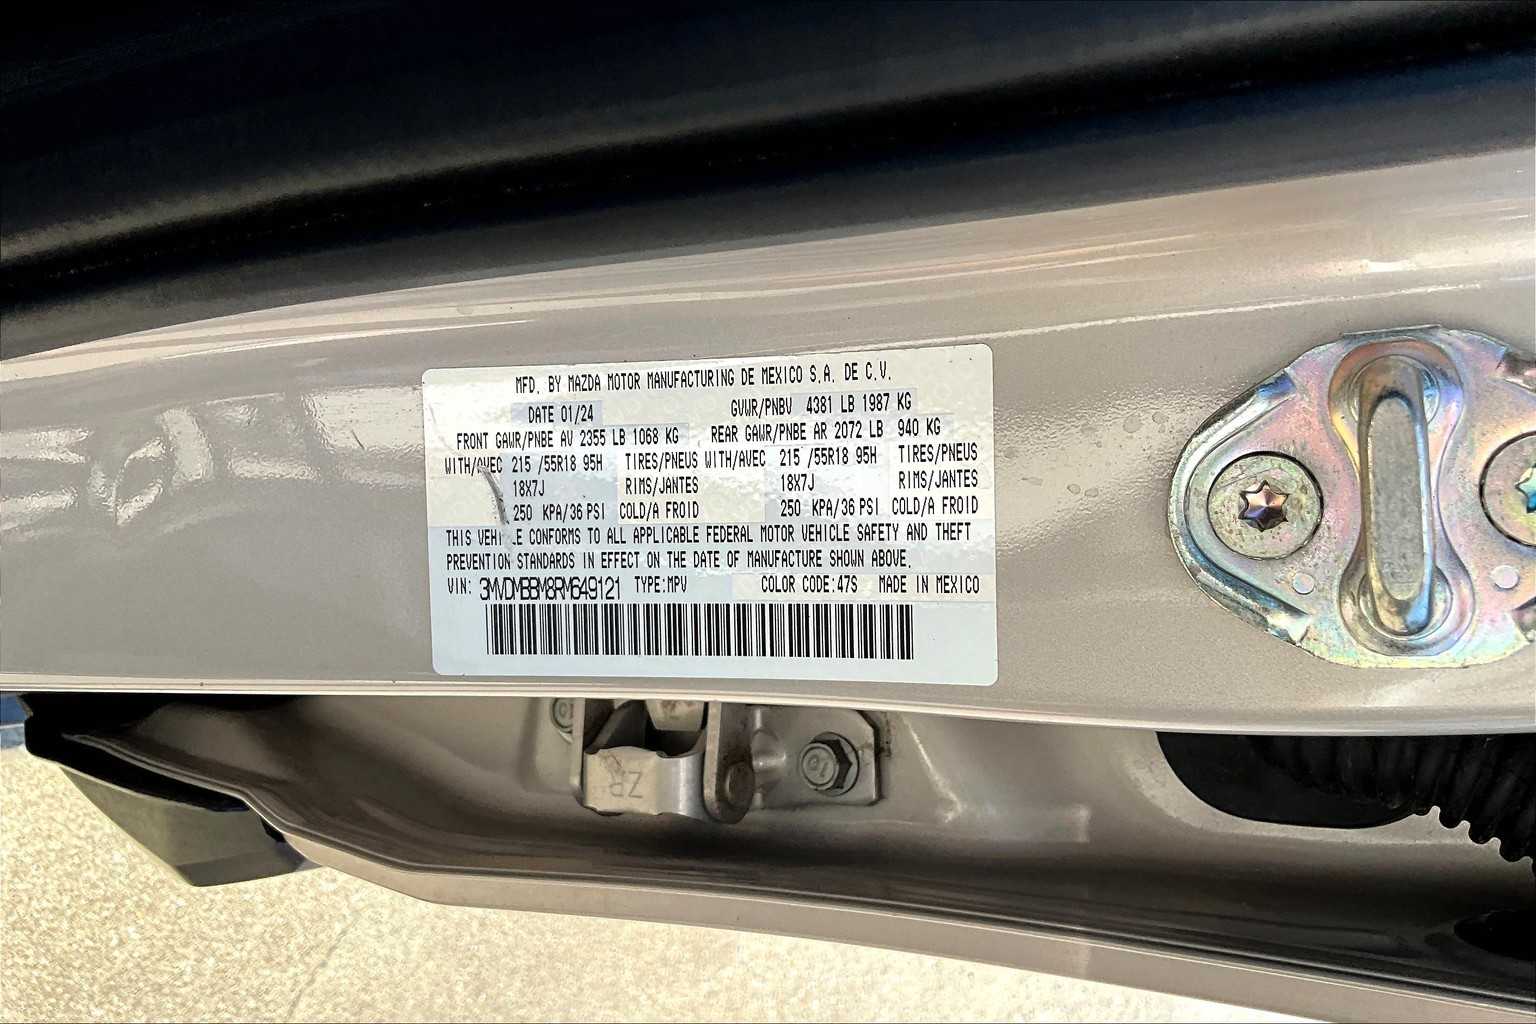 MFD. BY MAZDA MOTOR MANUFACTURING DE MEXICO S.A. DE C.V.
DATE 01/24 GVWR/PNBV 4381 LB 1987 KG
FRONT GAWR/PNBE AV 2355 LB 1068 KG REAR GAWR/PNBE AR 2072 LB 940 KG
WITH/AVEC 215 /55R18 95H TIRES/PNEUS WITH/AVEC 215 /55R18 95H TIRES/PNEUS
18X7J RIMS/JANTES 18X7J RIMS/JANTES
250 KPA/36 PSI COLD/A FROID 250 KPA/36 PSI COLD/A FROID
THIS VEHICLE CONFORMS TO ALL APPLICABLE FEDERAL MOTOR VEHICLE SAFETY AND THEFT
PREVENTION STANDARDS IN EFFECT ON THE DATE OF MANUFACTURE SHOWN ABOVE.
VIN: 3MVDMBBM8RM649121 TYPE:MPV COLOR CODE:47S MADE IN MEXICO
ZR
10